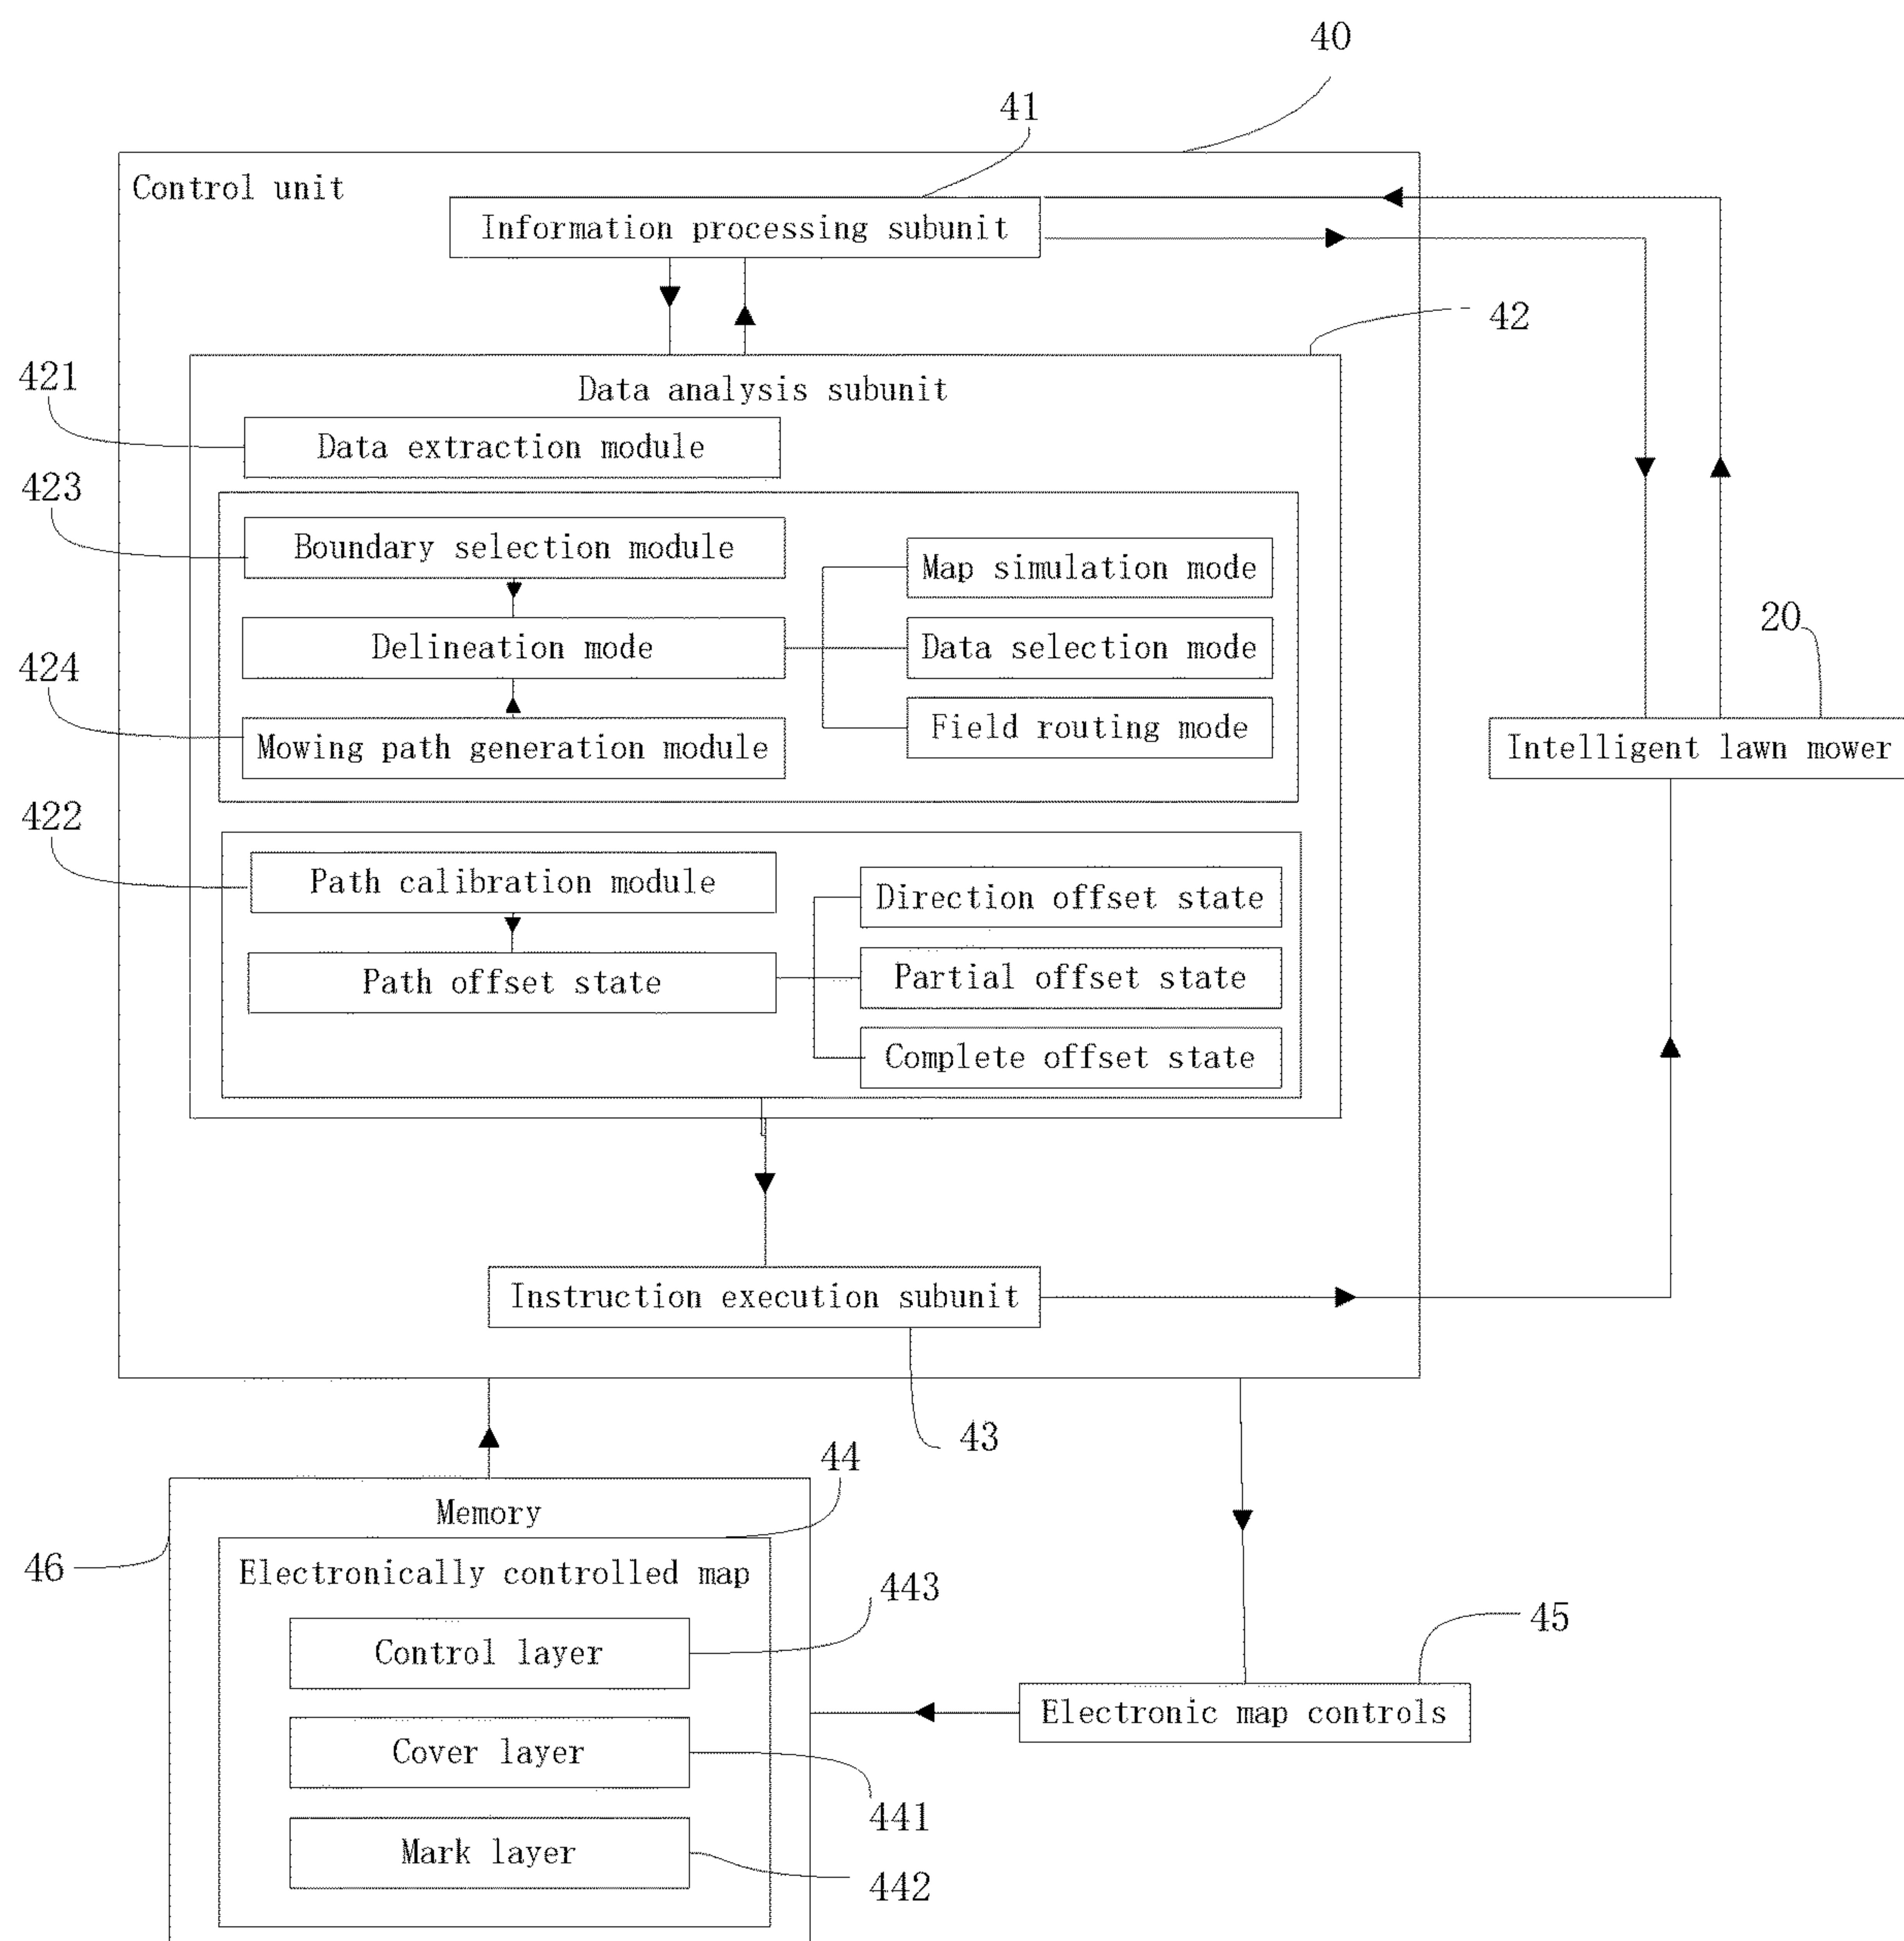 40
41
Control unit
Information processing subunit
42
Data analysis subunit
421
Data extraction module
423
Boundary selection module
Map simulation mode
Delineation mode
Data selection mode
20
424
Mowing path generation module
Field routing mode
Intelligent lawn mower
422
Path calibration module
Direction offset state
Path offset state
Partial offset state
Complete offset state
Instruction execution subunit
43
44
Memory
46
Electronically controlled map
443
Control layer
45
Electronic map controls
Cover layer
441
Mark layer
442